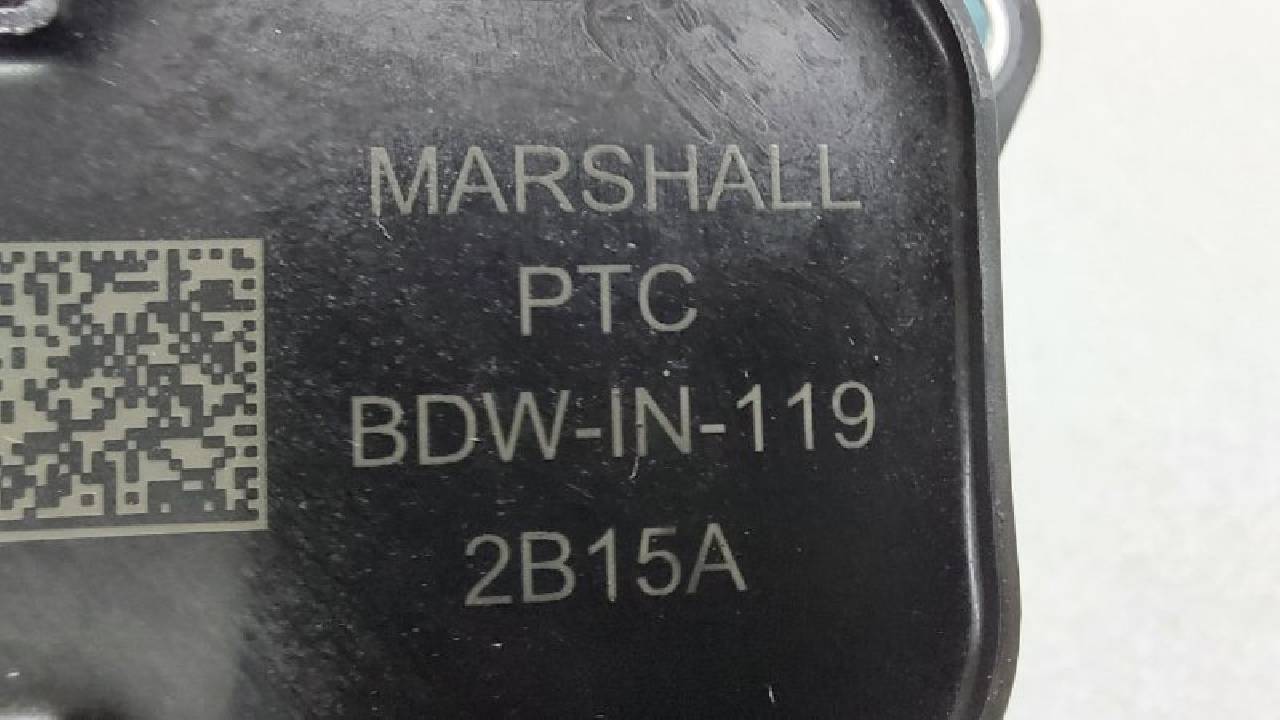 MARSHALL
PTC
BDW-IN-119
2B15A